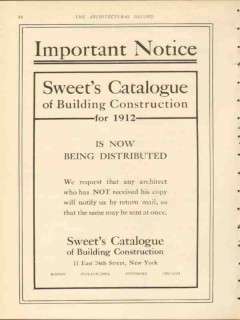 THE ARCHITECTURAL RECORD
Important Notice
Sweet's Catalogue
of Building Construction
for 1912
IS NOW
BEING DISTRIBUTED
We request that any architect
who has NOT received his copy
will notify us by return mail, so
that the same may be sent at once.
Sweet's Catalogue
of Building Construction
11 East 24th Street, New York
BOSTON PHILADELPHIA PITTSBURG CHICAGO